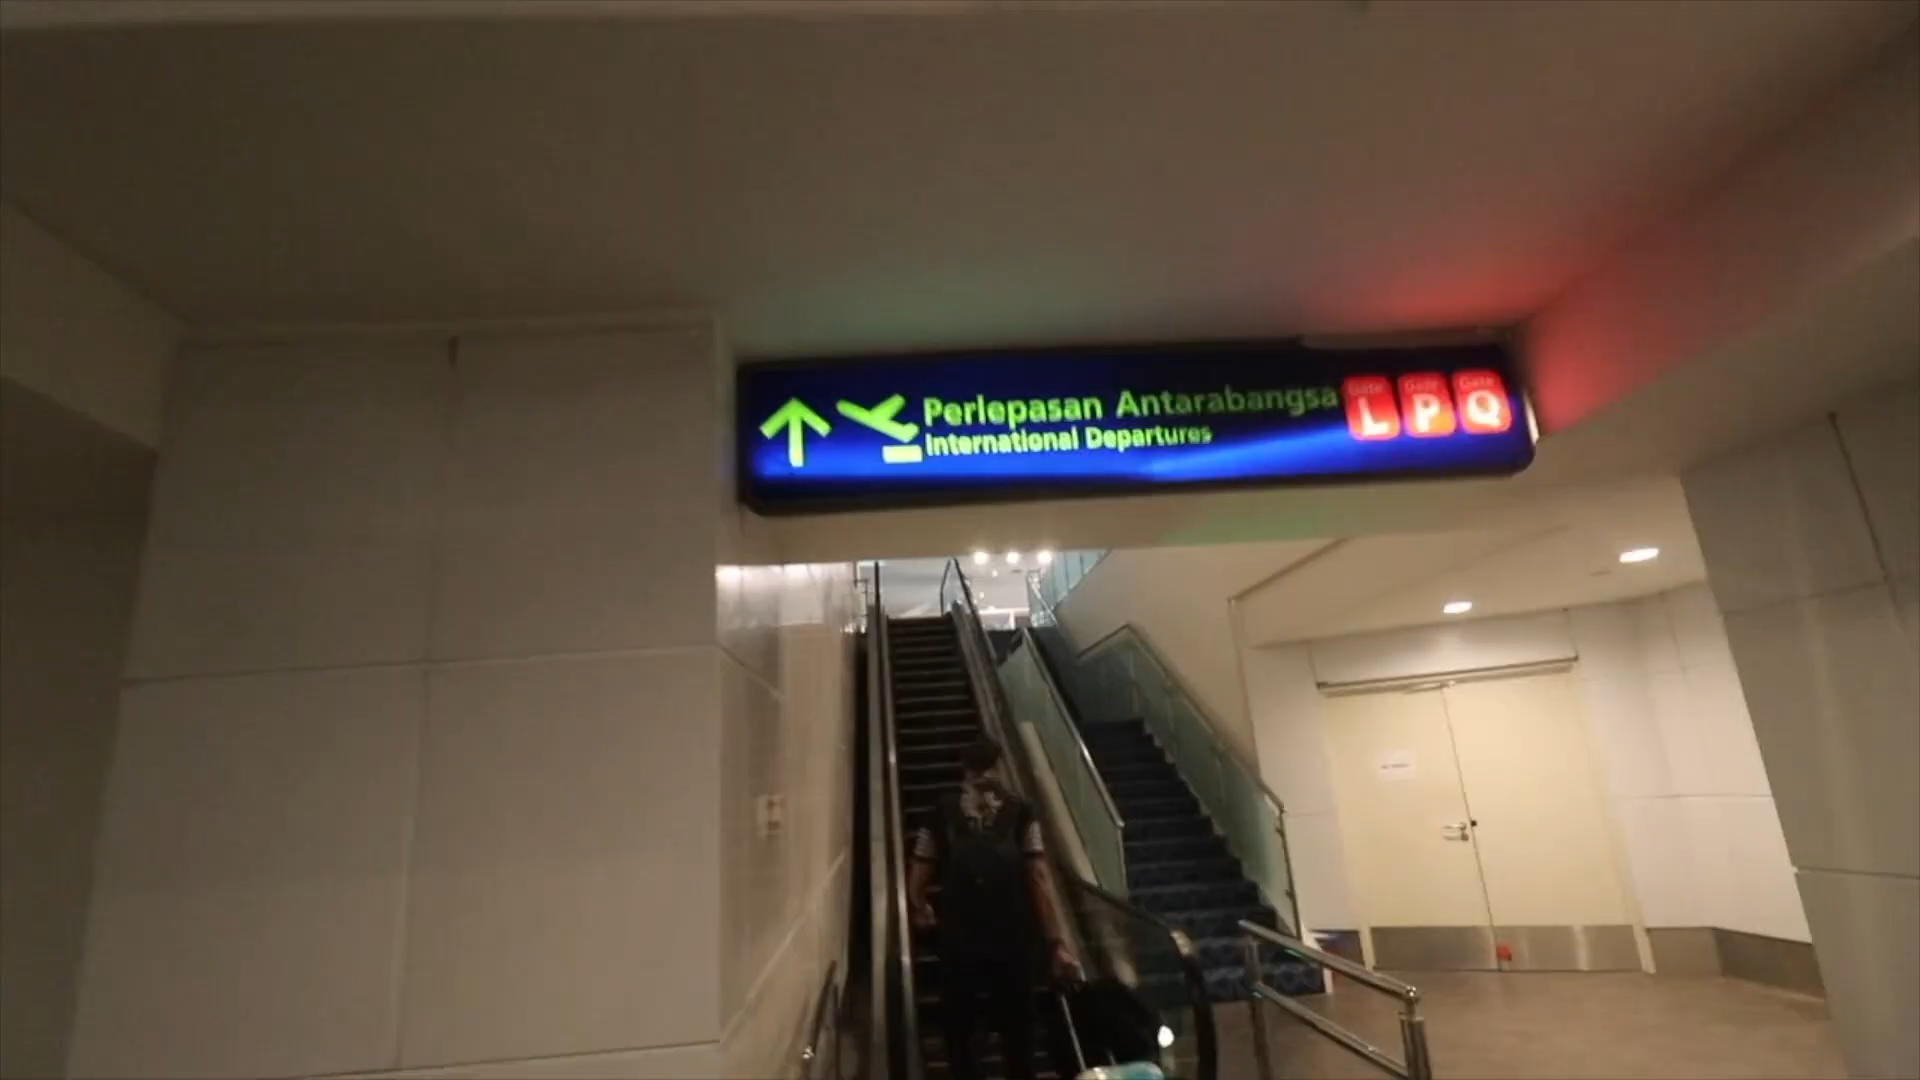 Perlepasan Antarabangsa
International Departures
Gate Gate Gate
L P Q